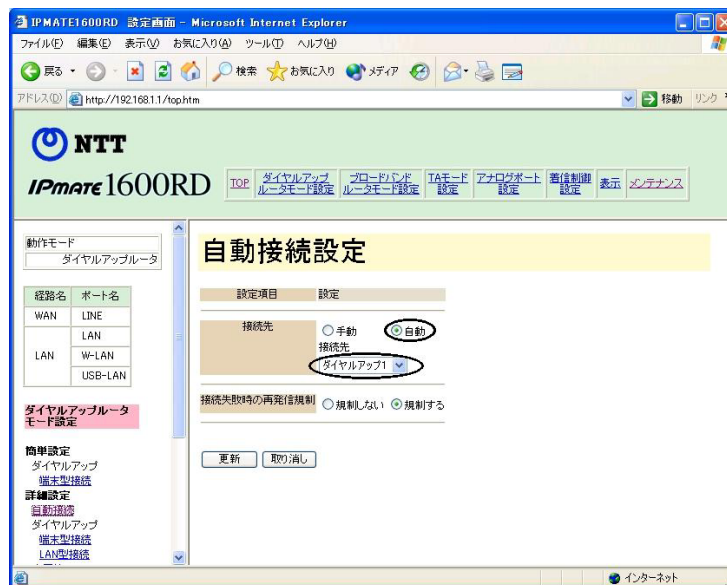 IPMATE1600RD 設定画面 - Microsoft Internet Explorer
ファイル(F) 編集(E) 表示(V) お気に入り(A) ツール(T) ヘルプ(H)
戻る 検索 お気に入り メディア
アドレス(D) http://192.168.1.1/top.htm 移動 リンク
NTT
IPMATE1600RD
TOP ダイヤルアップルータモード設定 ブロードバンドルータモード設定 TAモード設定 アナログポート設定 着信制御設定 表示 メンテナンス
動作モード
ダイヤルアップルータ
経路名 ポート名
WAN LINE
LAN
LAN W-LAN
USB-LAN
ダイヤルアップルータ
モード設定
簡単設定
ダイヤルアップ
端末型接続
詳細設定
自動接続
ダイヤルアップ
端末型接続
LAN型接続
自動接続設定
設定項目 設定
接続先 手動 自動
接続先
ダイヤルアップ1
接続失敗時の再発信規制 規制しない 規制する
更新 取り消し
インターネット